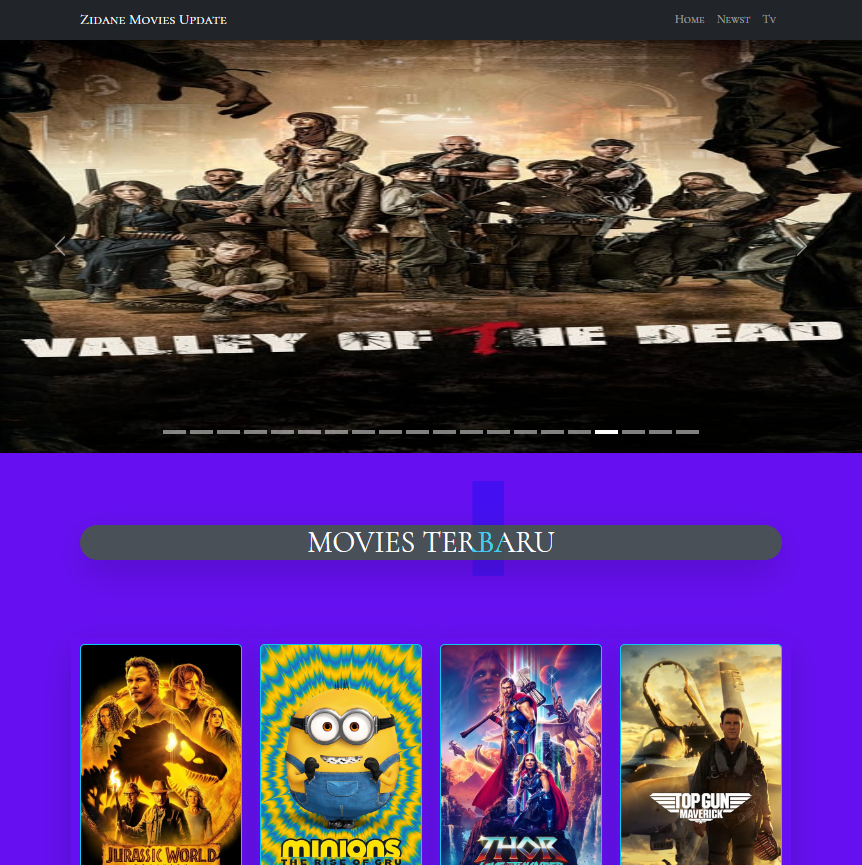 Zidane Movies Update
Home Newst Tv
VALLEY OF THE DEAD
MOVIES TERBARU
JURASSIC WORLD
minions
THE RISE OF GRU
THOR
TOP GUN
MAVERICK